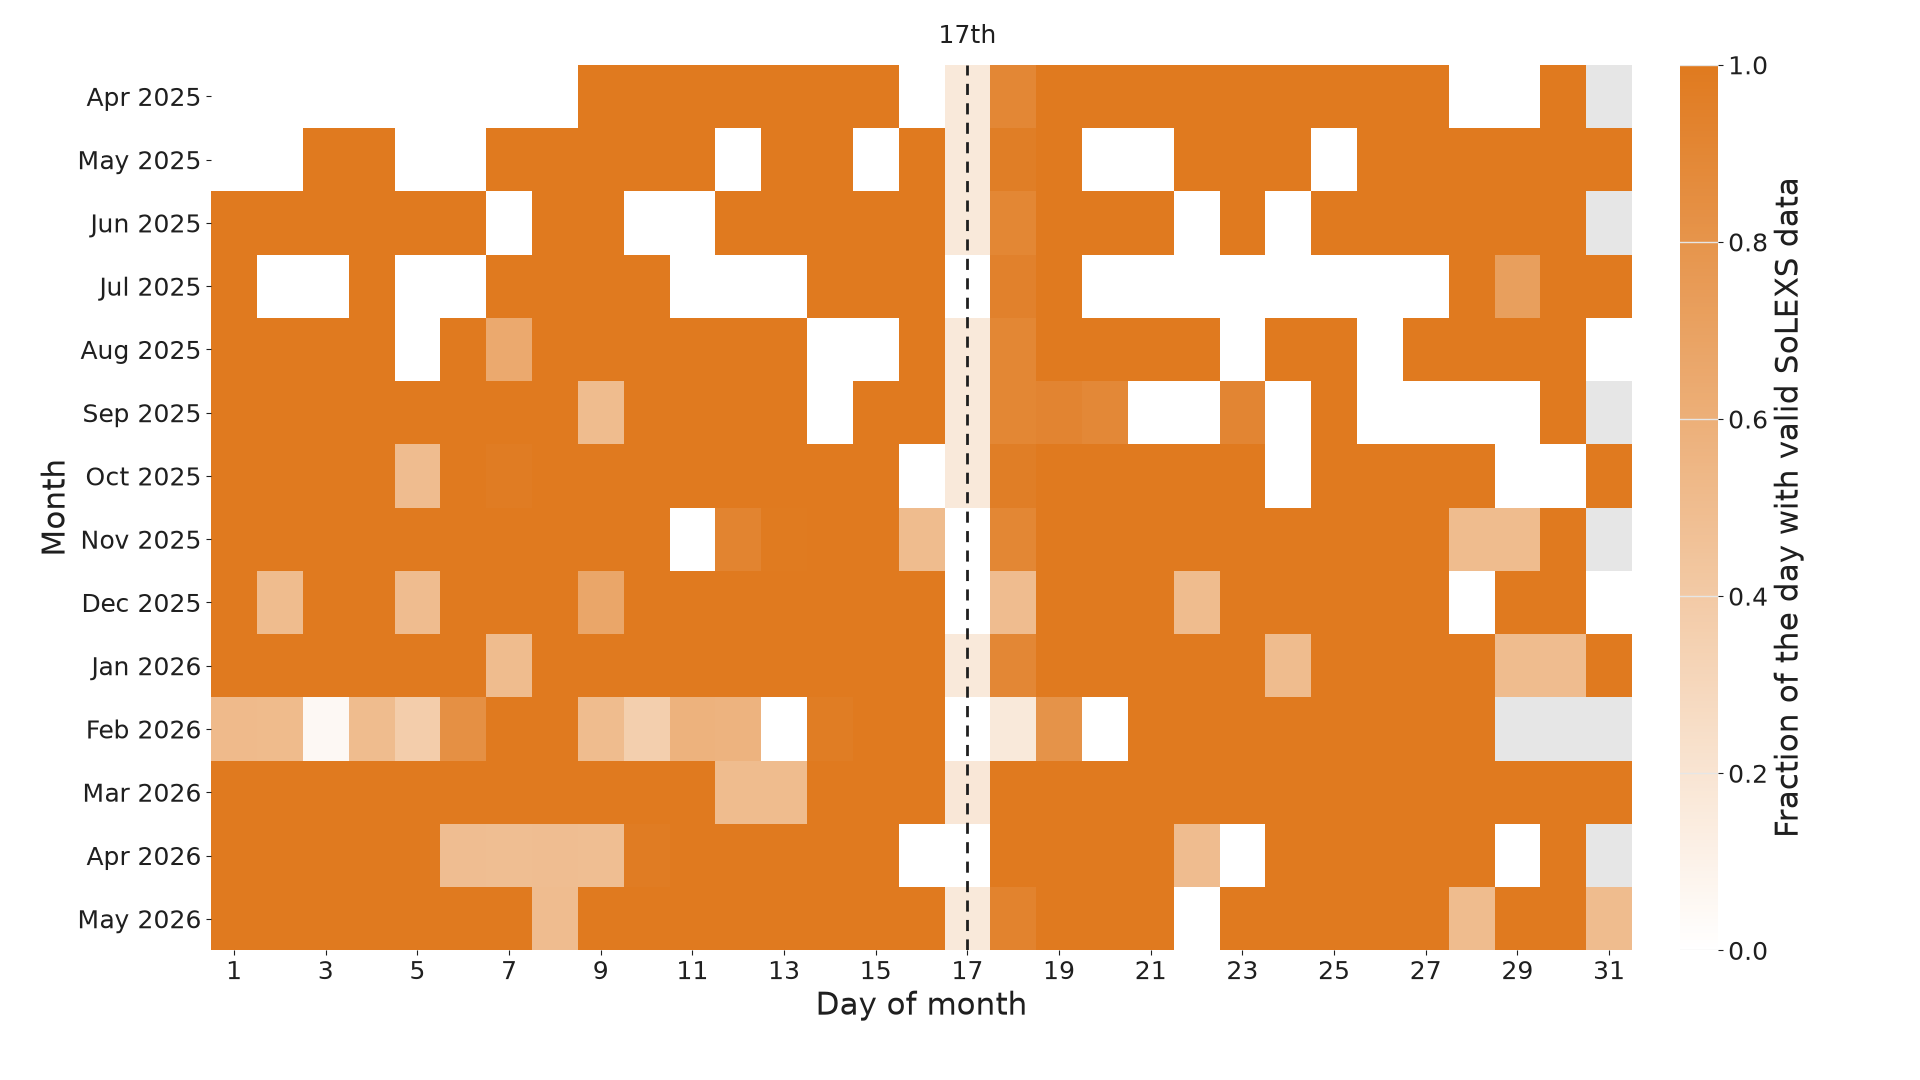 17th
Apr 2025
May 2025
Jun 2025
Jul 2025
Aug 2025
Sep 2025
Oct 2025
Nov 2025
Dec 2025
Jan 2026
Feb 2026
Mar 2026
Apr 2026
May 2026
Month
1 3 5 7 9 11 13 15 17 19 21 23 25 27 29 31
Day of month
1.0
0.8
0.6
0.4
0.2
0.0
Fraction of the day with valid SoLEXS data